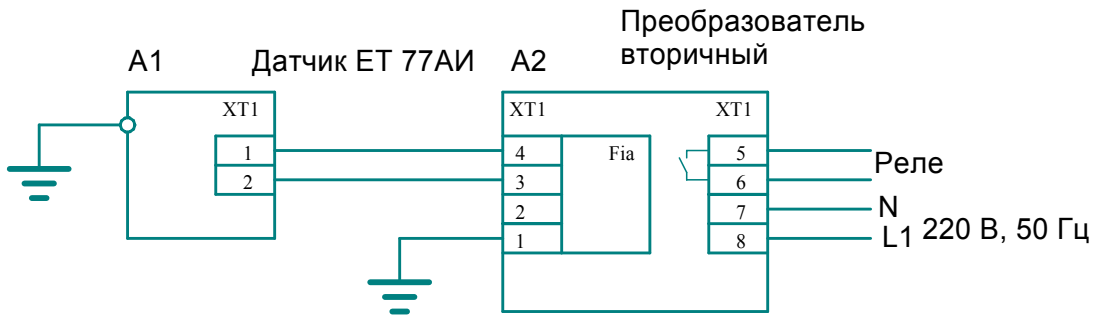 Преобразователь
вторичный
А1
Датчик ЕТ 77АИ
А2
XT1
1
2
XT1
4
3
2
1
Fia
XT1
5
6
7
8
Реле
N
L1
220 В, 50 Гц